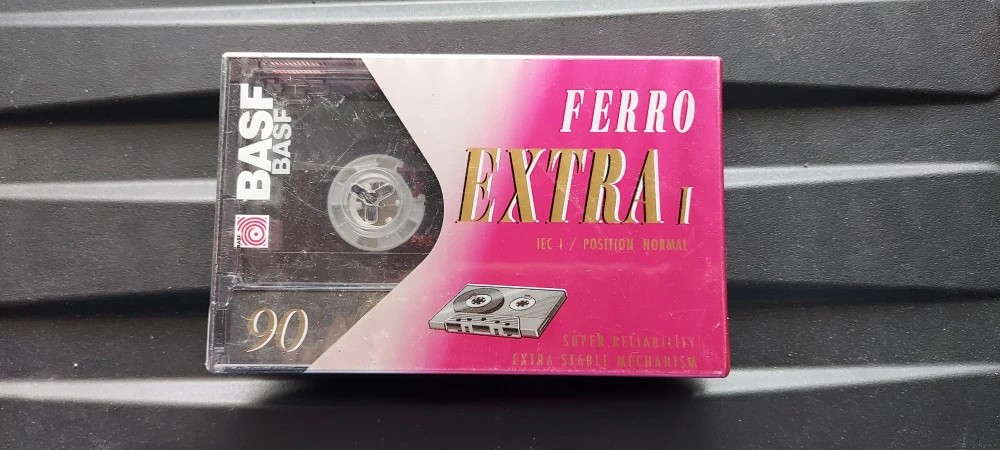 BASF
BASF
90
FERRO
EXTRA I
IEC I / POSITION NORMAL
SUPER RELIABILITY
EXTRA STABLE MECHANISM